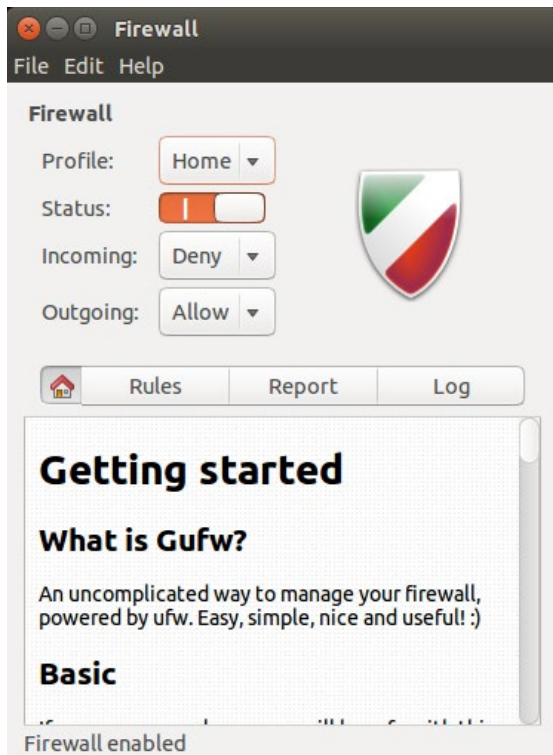 Firewall
File Edit Help
Firewall
Profile: Home
Status:
Incoming: Deny
Outgoing: Allow
Rules Report Log
Getting started
What is Gufw?
An uncomplicated way to manage your firewall,
powered by ufw. Easy, simple, nice and useful! :)
Basic
Firewall enabled